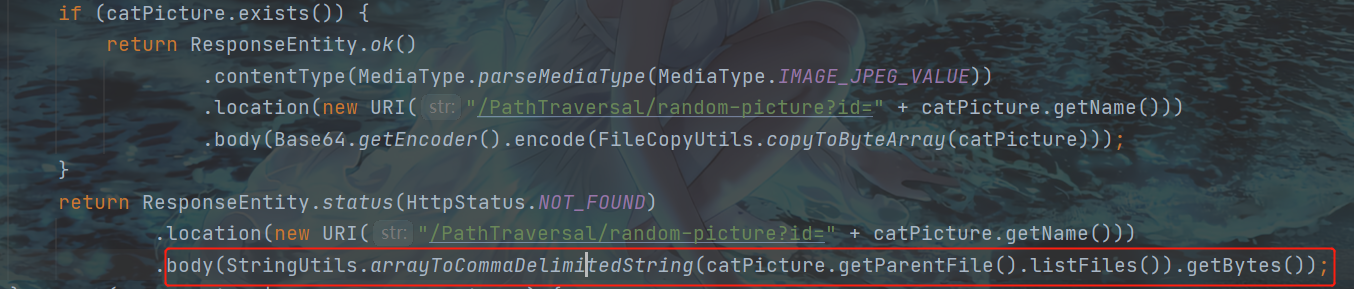 if (catPicture.exists()) {
return ResponseEntity.ok()
.contentType(MediaType.parseMediaType(MediaType.IMAGE_JPEG_VALUE))
.location(new URI( str: "/PathTraversal/random-picture?id=" + catPicture.getName()))
.body(Base64.getEncoder().encode(FileCopyUtils.copyToByteArray(catPicture)));
}
return ResponseEntity.status(HttpStatus.NOT_FOUND)
.location(new URI( str: "/PathTraversal/random-picture?id=" + catPicture.getName()))
.body(StringUtils.arrayToCommaDelimitedString(catPicture.getParentFile().listFiles()).getBytes());